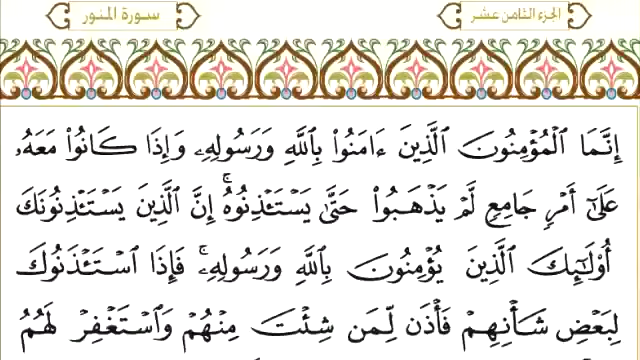 الجزء الثامن عشر
سورة المنور
إِنَّمَا ٱلْمُؤْمِنُونَ ٱلَّذِينَ ءَامَنُوا۟ بِٱللَّهِ وَرَسُولِهِۦ وَإِذَا كَانُوا۟ مَعَهُۥ
عَلَىٰٓ أَمْرٍ جَامِعٍ لَّمْ يَذْهَبُوا۟ حَتَّىٰ يَسْتَـْٔذِنُوهُ ۚ إِنَّ ٱلَّذِينَ يَسْتَـْٔذِنُونَكَ
أُو۟لَـٰٓئِكَ ٱلَّذِينَ يُؤْمِنُونَ بِٱللَّهِ وَرَسُولِهِۦ ۚ فَإِذَا ٱسْتَـْٔذَنُوكَ
لِبَعْضِ شَأْنِهِمْ فَأْذَن لِّمَن شِئْتَ مِنْهُمْ وَٱسْتَغْفِرْ لَهُمُ